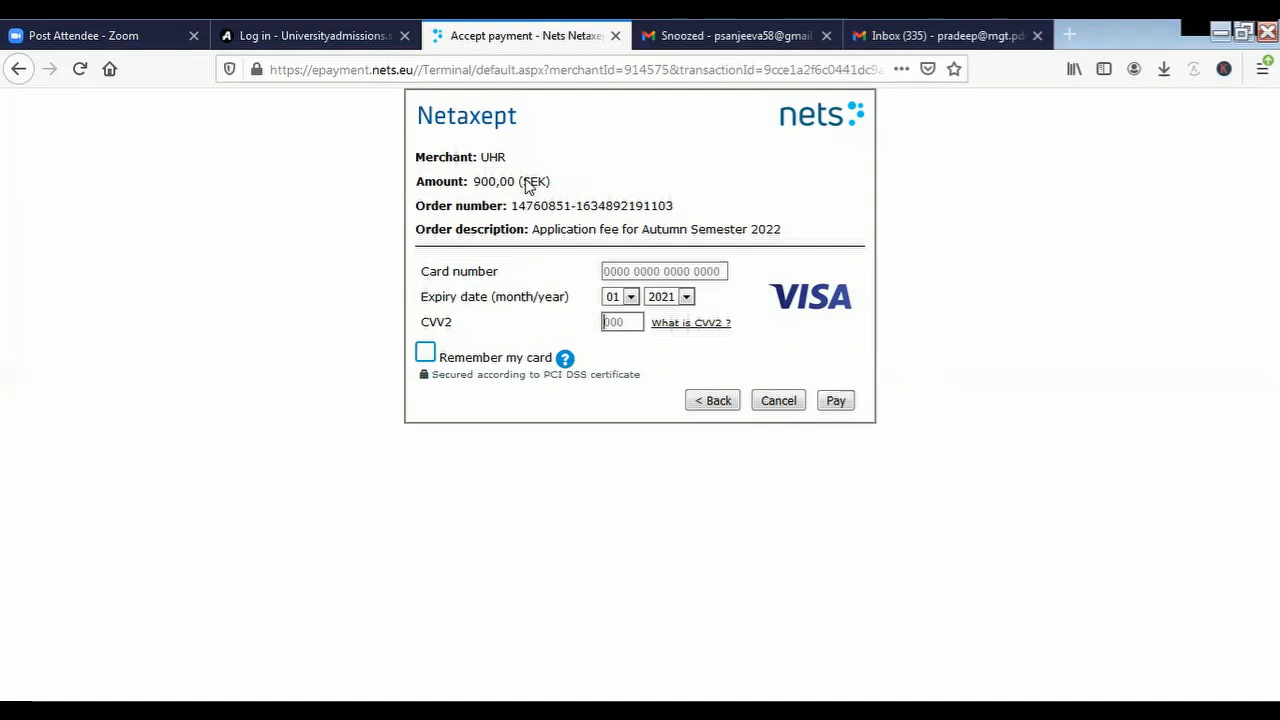 Post Attendee - Zoom
Log in - Universityadmissions.s
Accept payment - Nets Netaxe
Snoozed - psanjeeva58@gmail
Inbox (335) - pradeep@mgt.pd
https://epayment.nets.eu//Terminal/default.aspx?merchantId=914575&transactionId=9cce1a2f6c0441dc9
Netaxept
nets
Merchant: UHR
Amount: 900,00 (SEK)
Order number: 14760851-1634892191103
Order description: Application fee for Autumn Semester 2022
Card number 0000 0000 0000 0000
VISA
Expiry date (month/year) 01 2021
CVV2 000 What is CVV2 ?
Remember my card ?
Secured according to PCI DSS certificate
< Back Cancel Pay